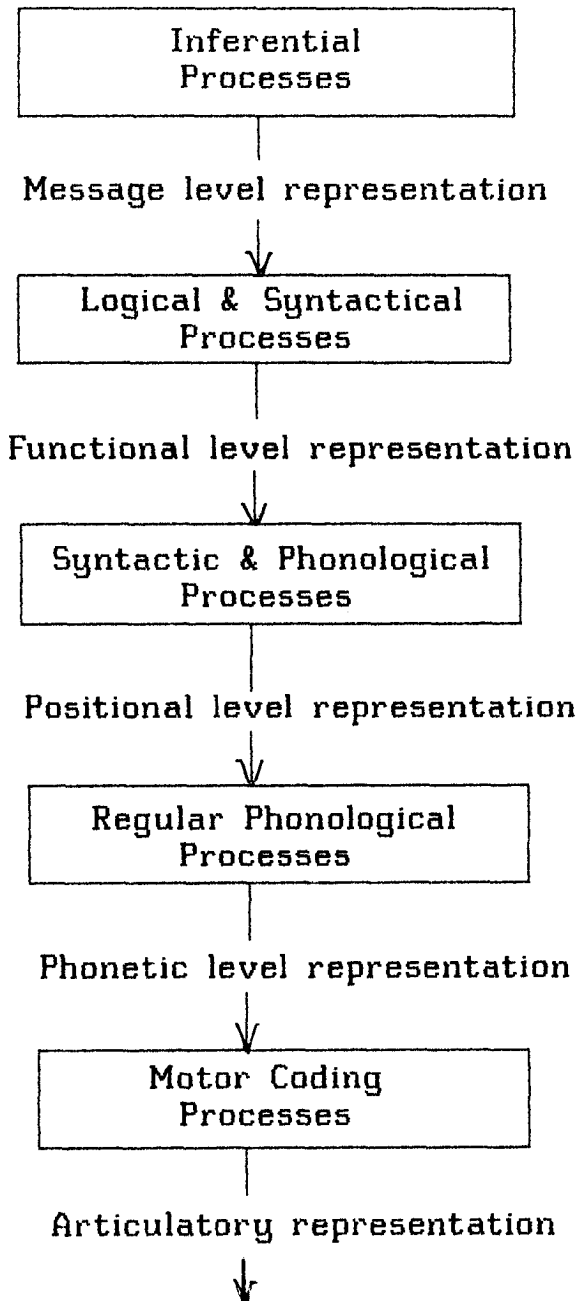 Inferential
Processes
Message level representation
Logical & Syntactical
Processes
Functional level representation
Syntactic & Phonological
Processes
Positional level representation
Regular Phonological
Processes
Phonetic level representation
Motor Coding
Processes
Articulatory representation